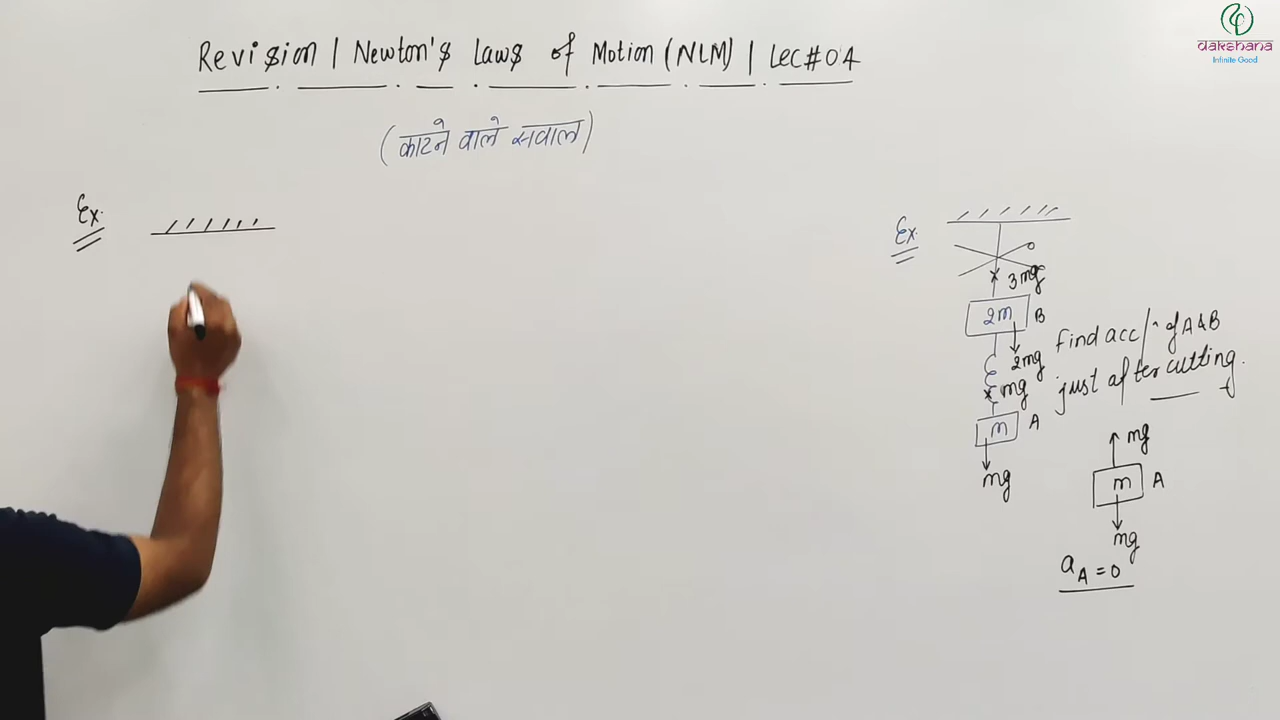 Revision | Newton's Laws of Motion (NLM) | Lec#04
(काटने वाले सवाल)
Ex.
Ex.
3mg
2m B
2mg
mg
m A
mg
Find acc/n of A&B
just after cutting.
mg
m A
mg
aA = 0
dakshana
Infinite Good